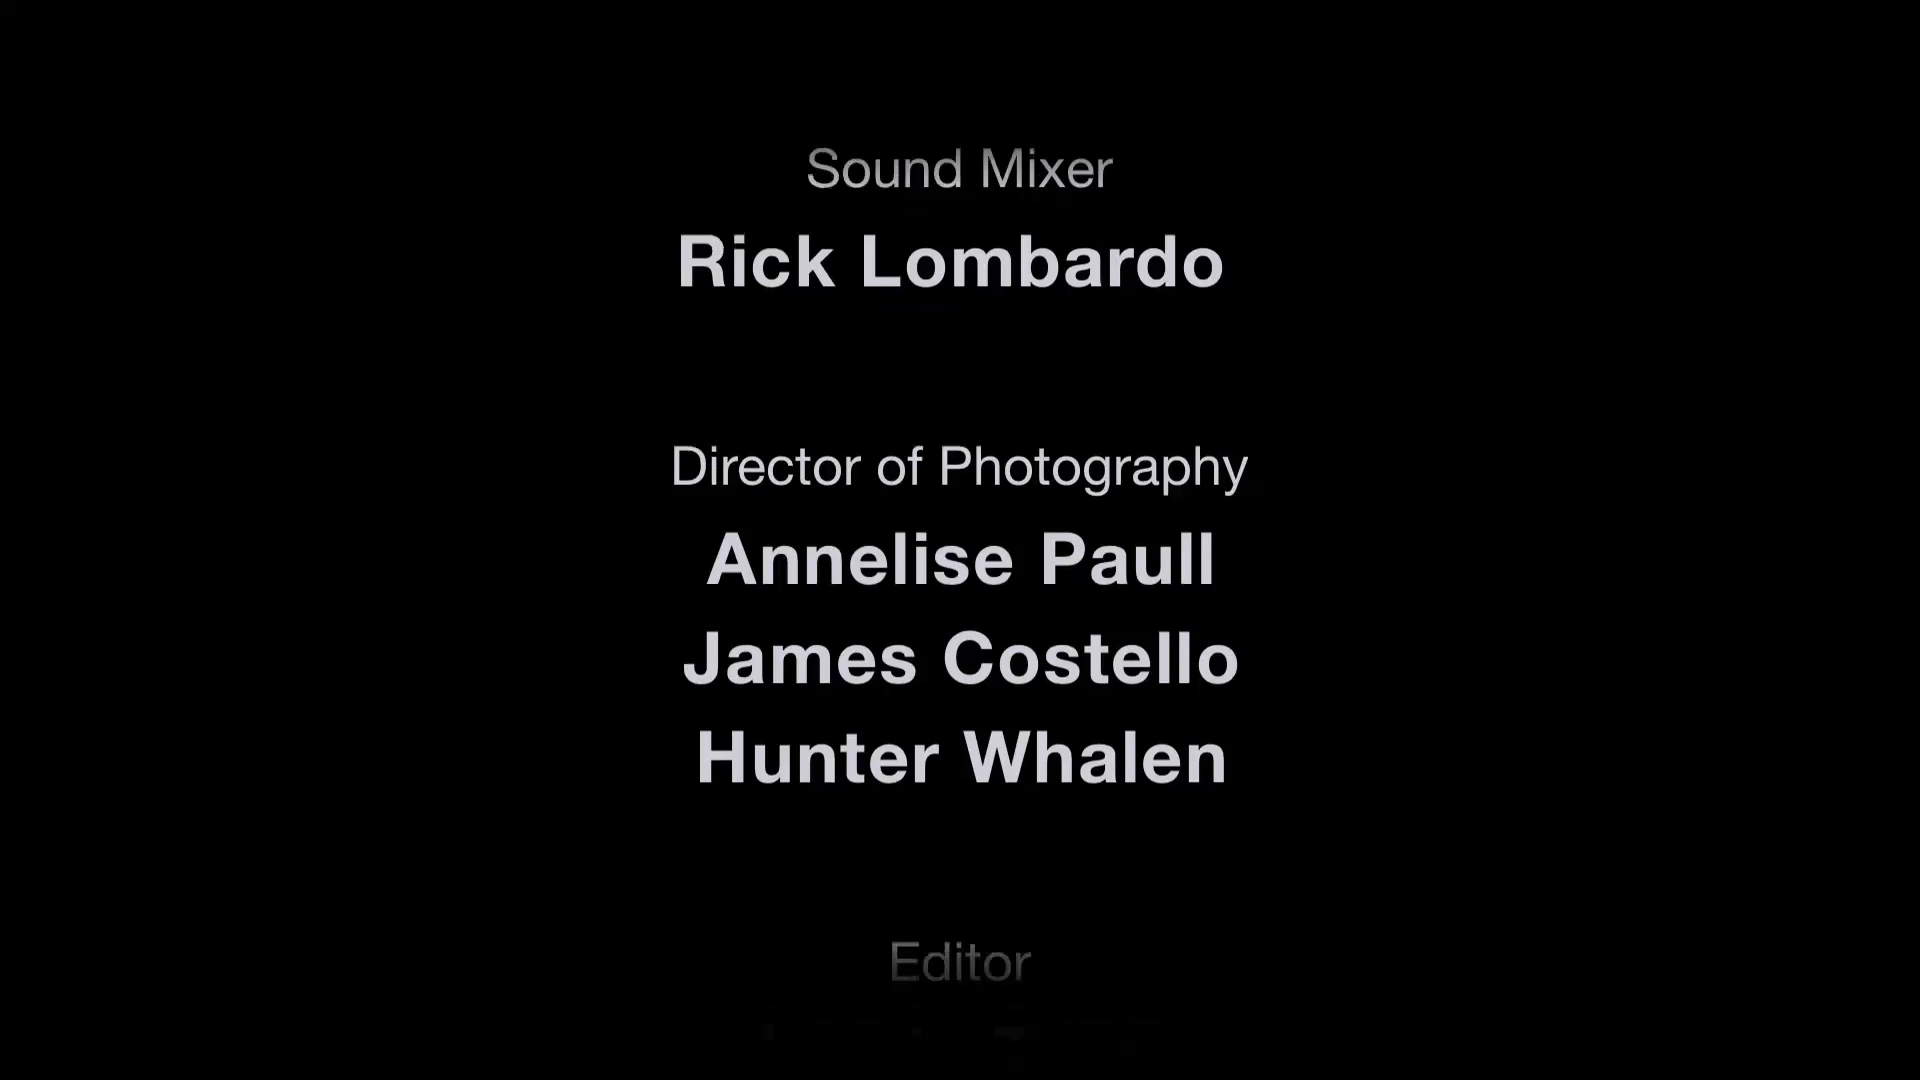 Sound Mixer
Rick Lombardo
Director of Photography
Annelise Paull
James Costello
Hunter Whalen
Editor